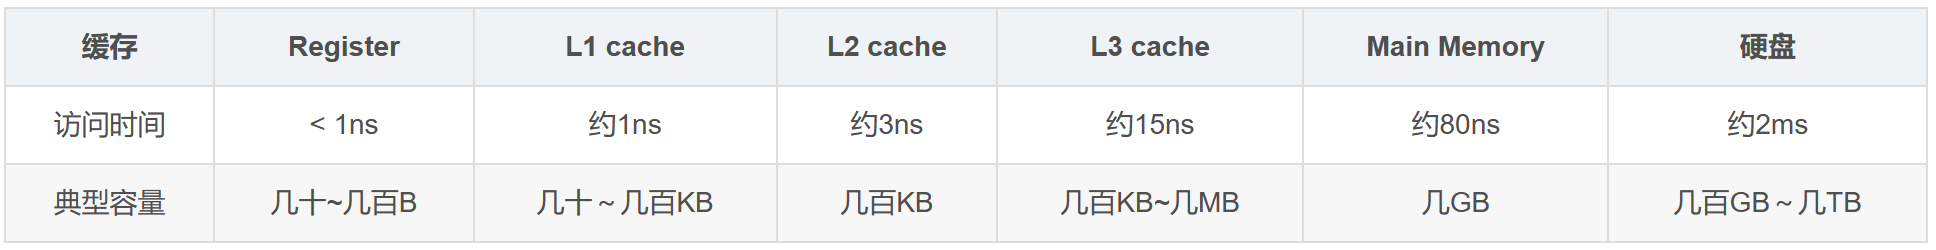 缓存 Register L1 cache L2 cache L3 cache Main Memory 硬盘
访问时间 < 1ns 约1ns 约3ns 约15ns 约80ns 约2ms
典型容量 几十~几百B 几十～几百KB 几百KB 几百KB~几MB 几GB 几百GB～几TB